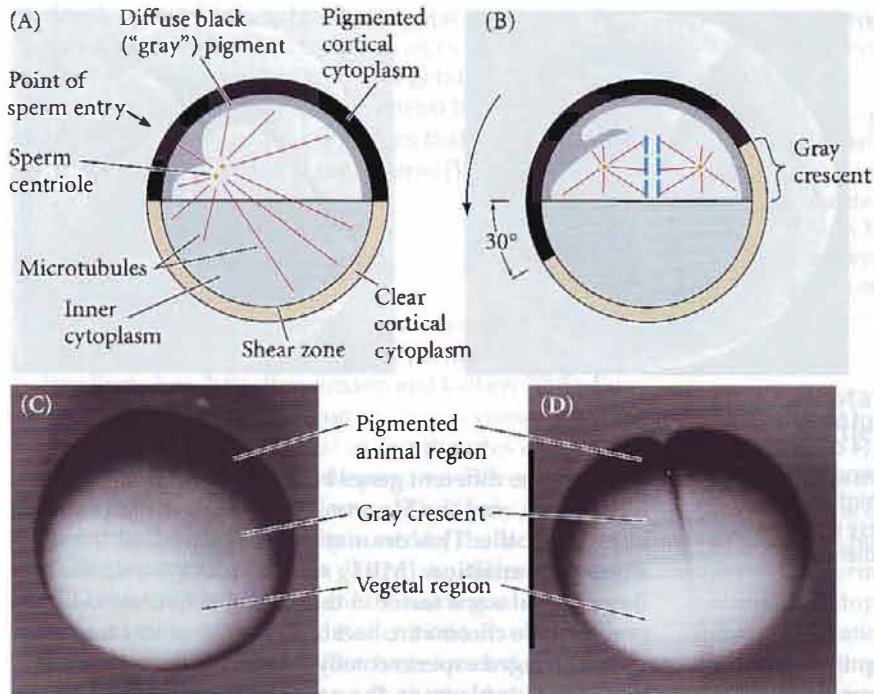 (A)
Diffuse black
("gray") pigment
Pigmented
cortical
cytoplasm
Point of
sperm entry
Sperm
centriole
Microtubules
Inner
cytoplasm
Shear zone
Clear
cortical
cytoplasm
(B)
Gray
crescent
30°
(C)
Pigmented
animal region
Gray crescent
Vegetal region
(D)